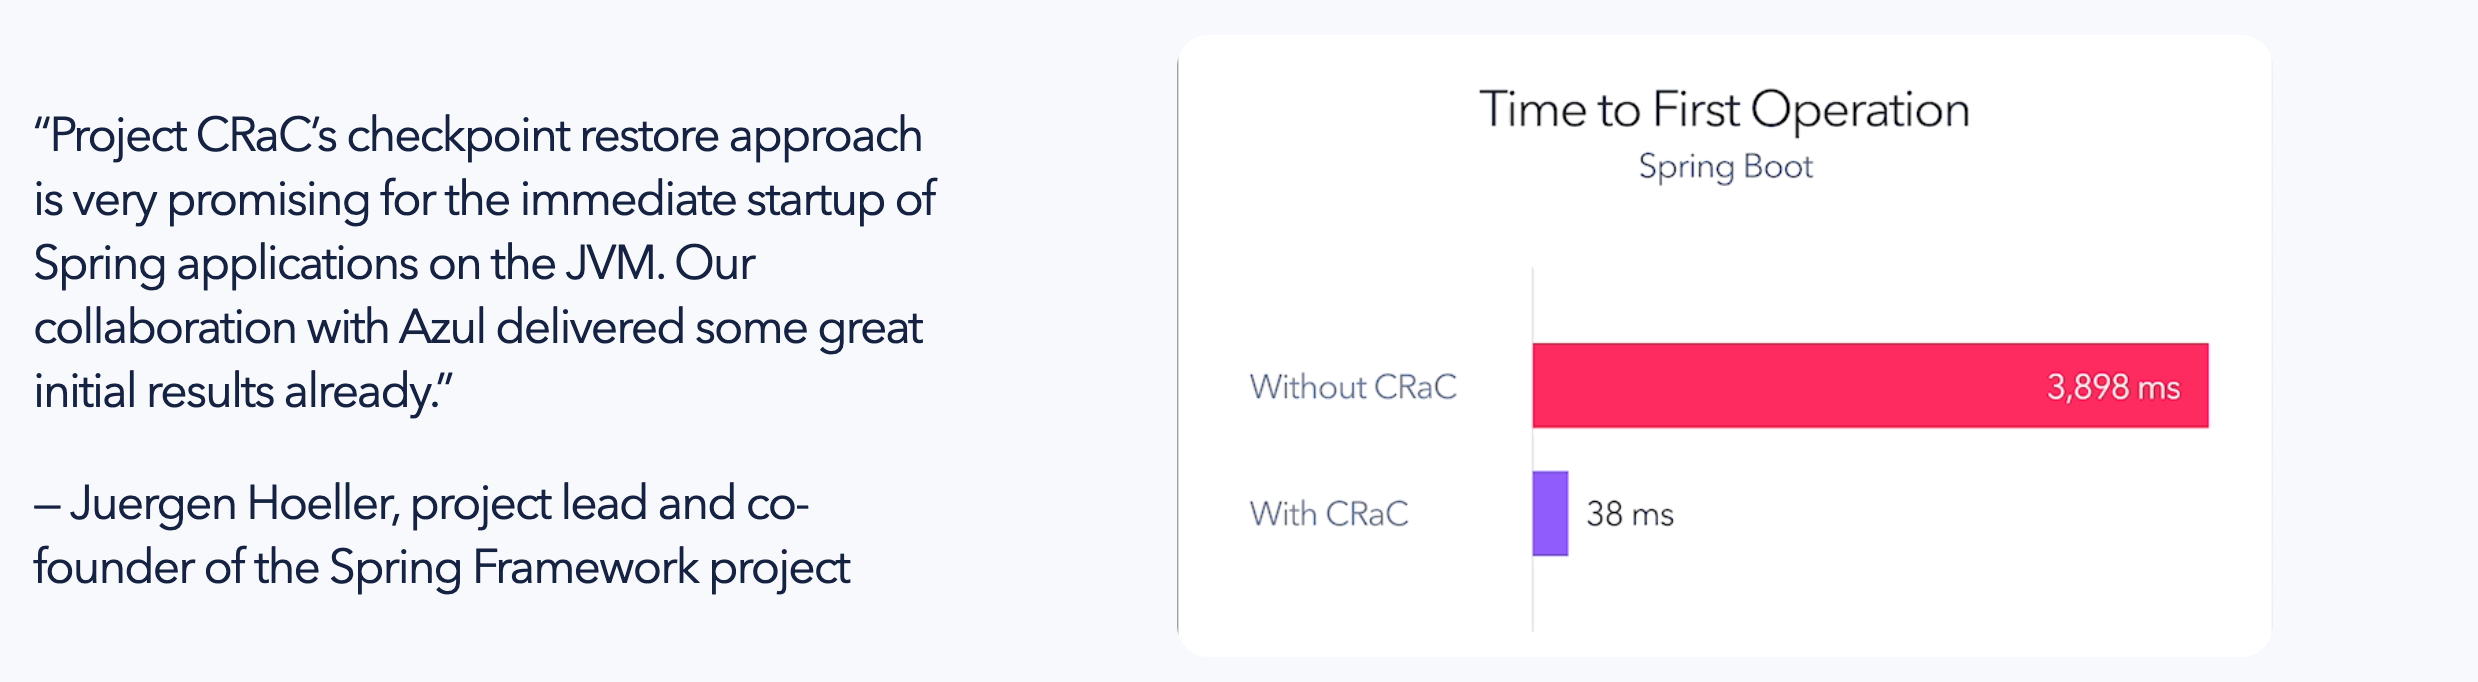 “Project CRaC’s checkpoint restore approach
is very promising for the immediate startup of
Spring applications on the JVM. Our
collaboration with Azul delivered some great
initial results already.”
– Juergen Hoeller, project lead and co-
founder of the Spring Framework project
Time to First Operation
Spring Boot
Without CRaC
3,898 ms
With CRaC
38 ms